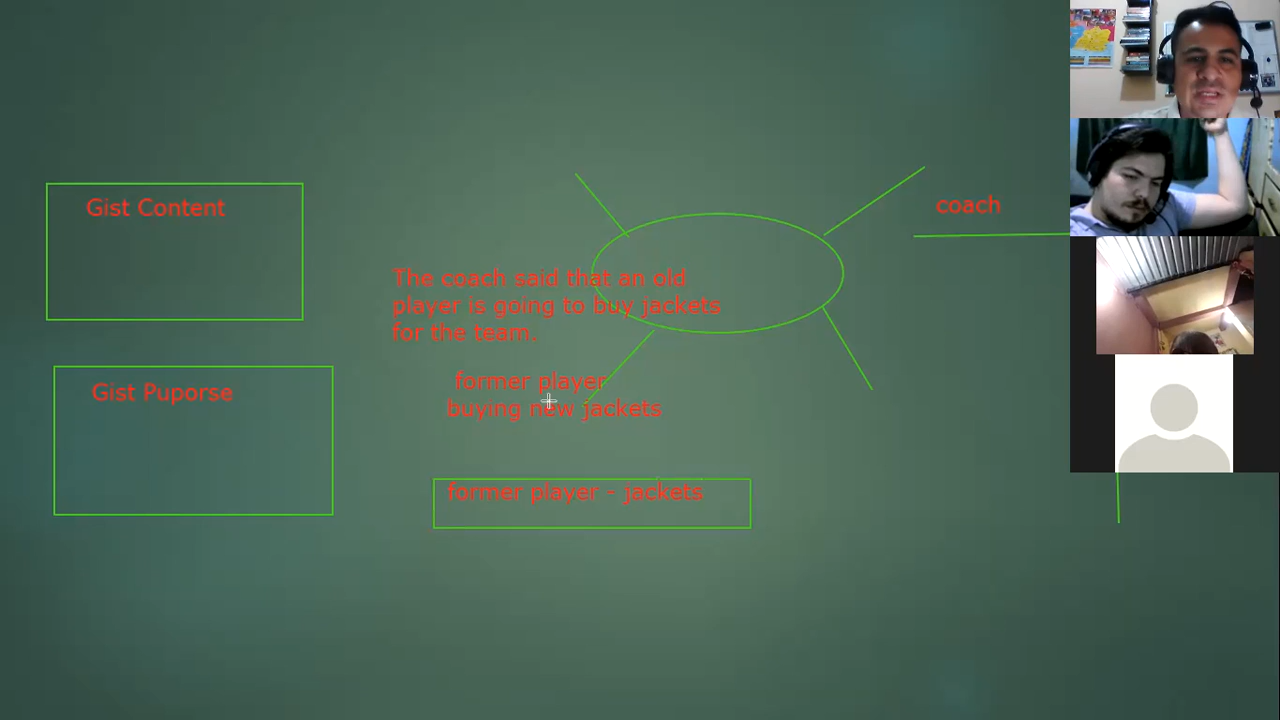 Gist Content
coach
The coach said that an old
player is going to buy jackets
for the team.
former player
buying new jackets
Gist Puporse
former player - jackets